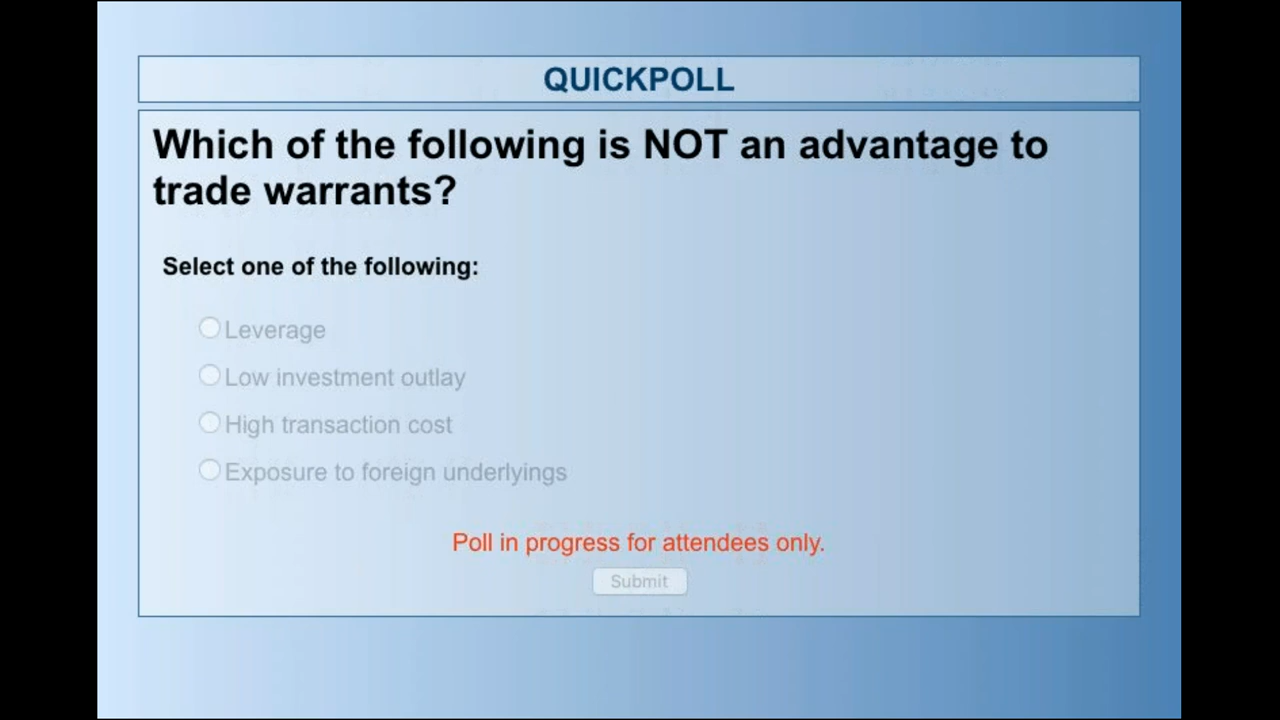 QUICKPOLL
Which of the following is NOT an advantage to
trade warrants?
Select one of the following:
Leverage
Low investment outlay
High transaction cost
Exposure to foreign underlyings
Poll in progress for attendees only.
Submit